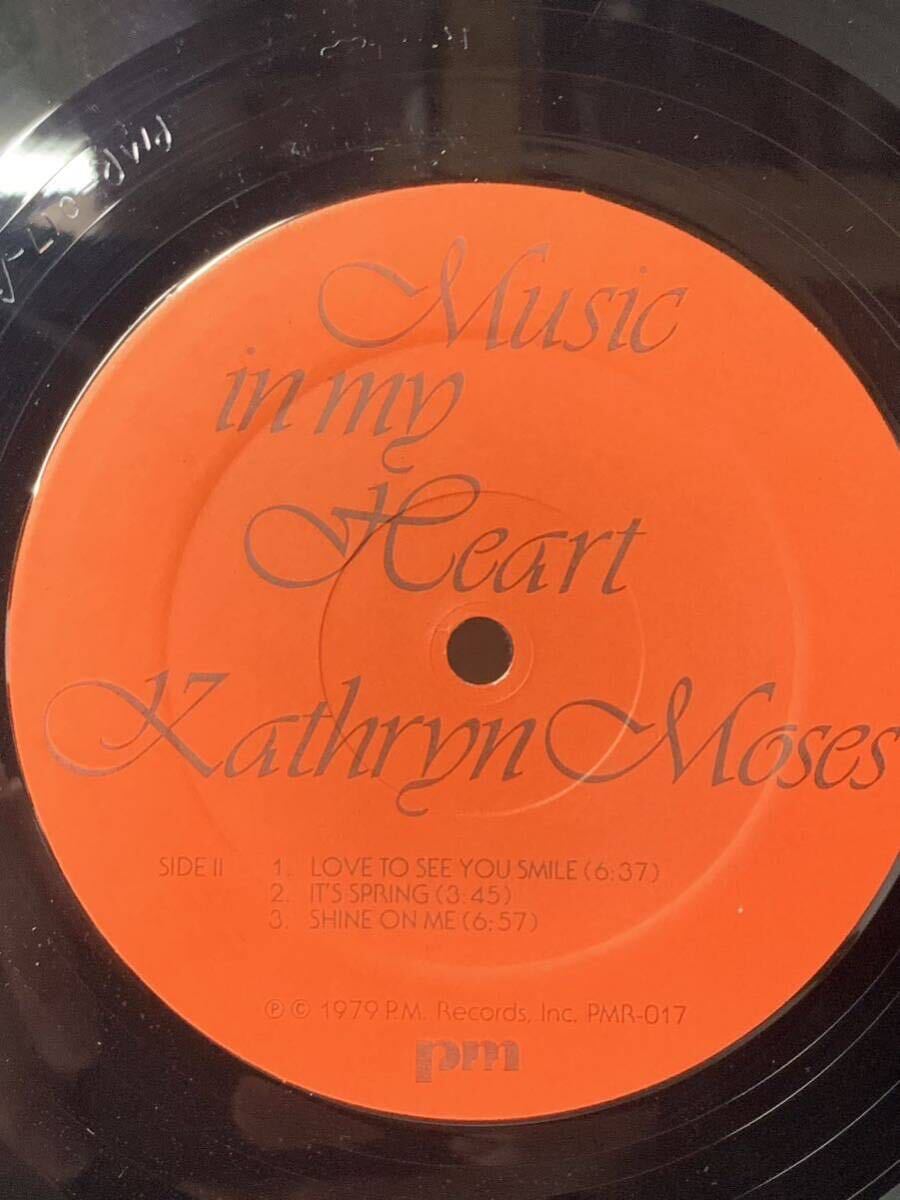 Music
in my
Heart
Kathryn Moses
SIDE II 1. LOVE TO SEE YOU SMILE (6:37)
2. IT'S SPRING (3:45)
3. SHINE ON ME (6:57)
℗ © 1979 P.M. Records, Inc. PMR-017
pm